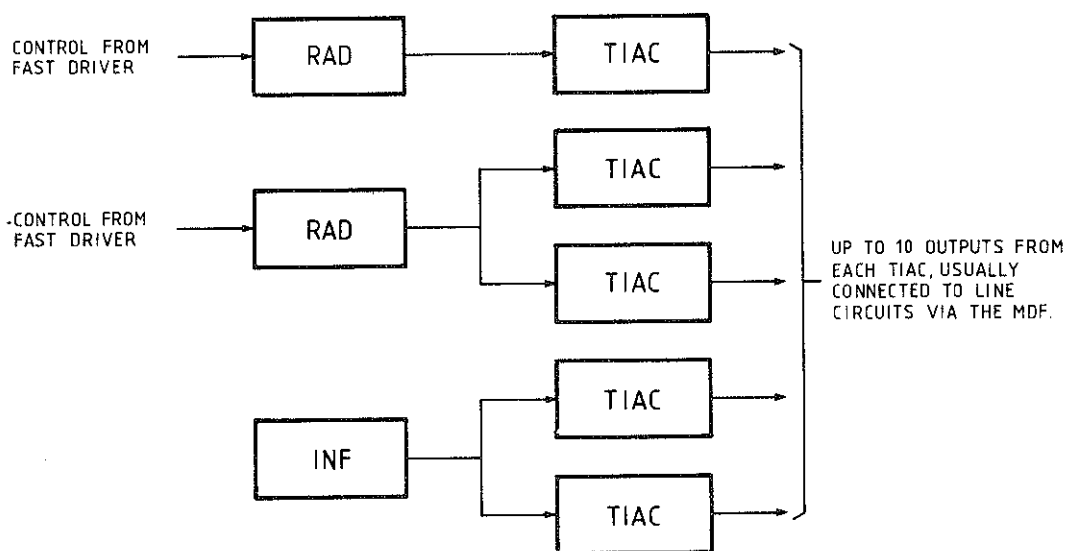 CONTROL FROM
FAST DRIVER
RAD
TIAC
TIAC
-CONTROL FROM
FAST DRIVER
RAD
TIAC
UP TO 10 OUTPUTS FROM
EACH TIAC, USUALLY
CONNECTED TO LINE
CIRCUITS VIA THE MDF.
TIAC
INF
TIAC